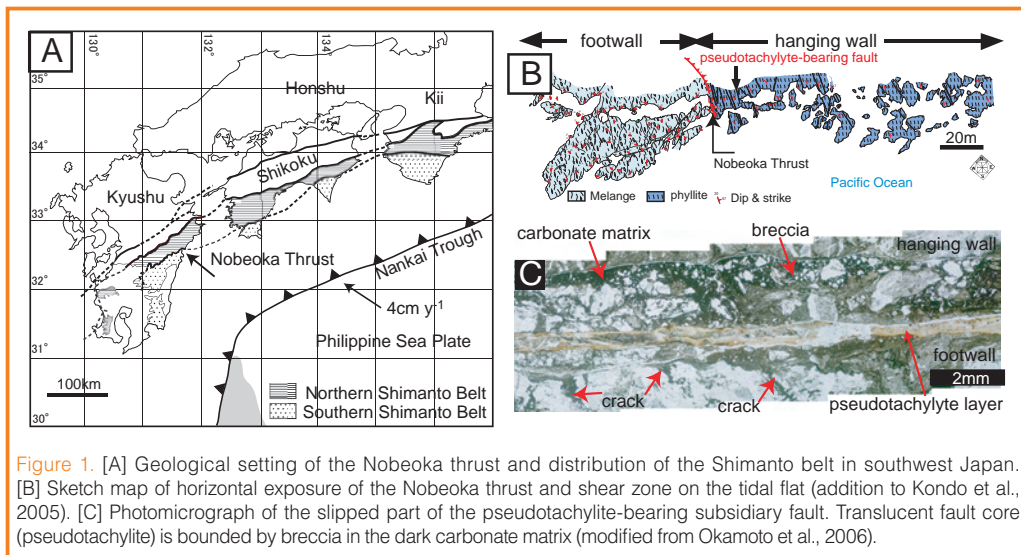 A
130°
132°
134°
35°
34°
33°
32°
31°
30°
Honshu
Kii
Shikoku
Kyushu
Nobeoka Thrust
Nankai Trough
4cm y-1
Philippine Sea Plate
100km
Northern Shimanto Belt
Southern Shimanto Belt
footwall
hanging wall
pseudotachylyte-bearing fault
B
20m
Nobeoka Thrust
Pacific Ocean
Melange
phyllite
Dip & strike
carbonate matrix
breccia
hanging wall
C
footwall
2mm
crack
crack
pseudotachylyte layer
Figure 1. [A] Geological setting of the Nobeoka thrust and distribution of the Shimanto belt in southwest Japan.
[B] Sketch map of horizontal exposure of the Nobeoka thrust and shear zone on the tidal flat (addition to Kondo et al.,
2005). [C] Photomicrograph of the slipped part of the pseudotachylite-bearing subsidiary fault. Translucent fault core
(pseudotachylite) is bounded by breccia in the dark carbonate matrix (modified from Okamoto et al., 2006).